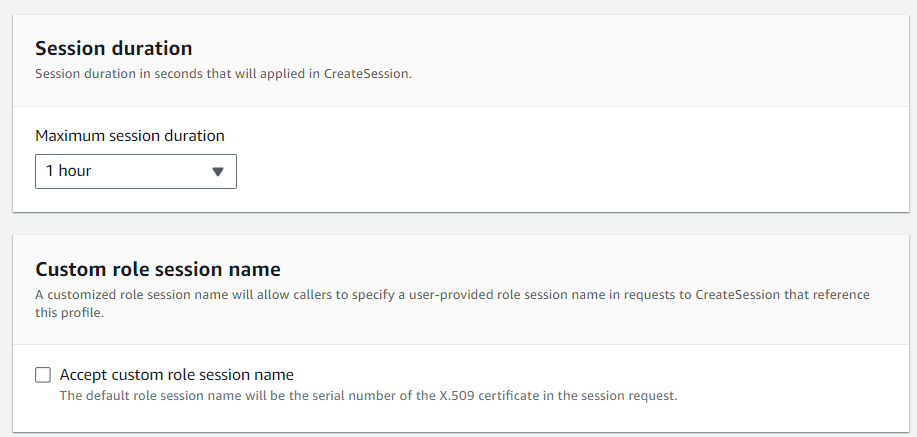 Session duration
Session duration in seconds that will applied in CreateSession.
Maximum session duration
1 hour
Custom role session name
A customized role session name will allow callers to specify a user-provided role session name in requests to CreateSession that reference
this profile.
Accept custom role session name
The default role session name will be the serial number of the X.509 certificate in the session request.